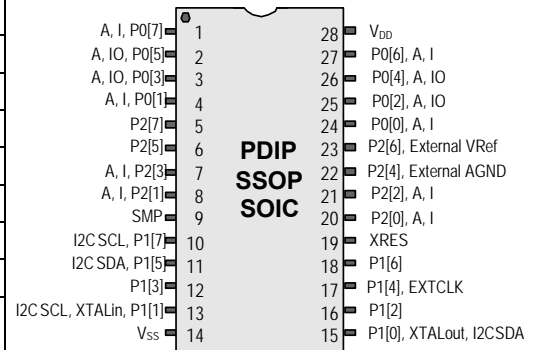 A, I, P0[7] 1 28 VDD
A, IO, P0[5] 2 27 P0[6], A, I
A, IO, P0[3] 3 26 P0[4], A, IO
A, I, P0[1] 4 25 P0[2], A, IO
P2[7] 5 24 P0[0], A, I
P2[5] 6 PDIP 23 P2[6], External VRef
A, I, P2[3] 7 SSOP 22 P2[4], External AGND
A, I, P2[1] 8 SOIC 21 P2[2], A, I
SMP 9 20 P2[0], A, I
I2C SCL, P1[7] 10 19 XRES
I2C SDA, P1[5] 11 18 P1[6]
P1[3] 12 17 P1[4], EXTCLK
I2C SCL, XTALin, P1[1] 13 16 P1[2]
Vss 14 15 P1[0], XTALout, I2CSDA